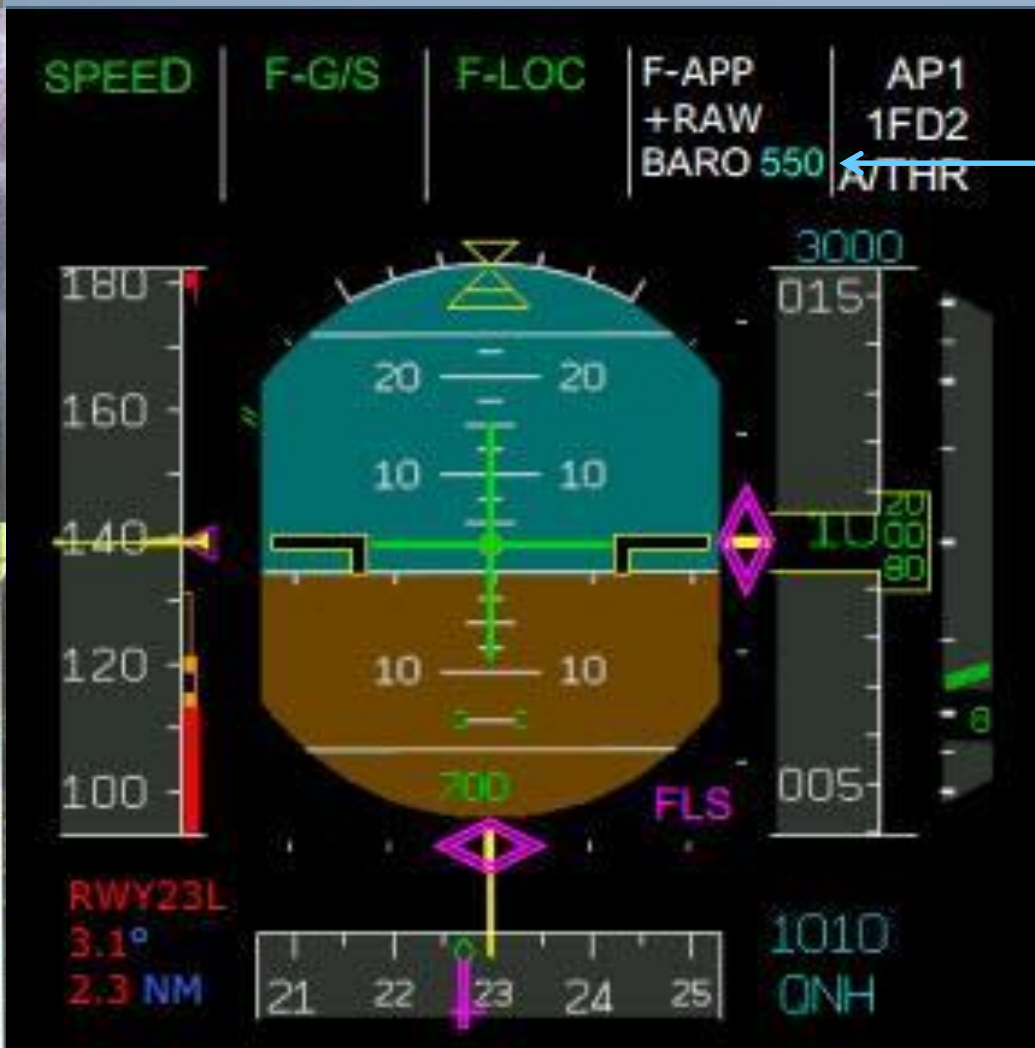 SPEED F-G/S F-LOC F-APP AP1
+RAW 1FD2
BARO 550 A/THR
3000
180 015
20 20
160
10 10
20
140 10 00
80
120
10 10
8
100 700 005
FLS
RWY23L
3.1° 1010
2.3 NM 21 22 23 24 25 QNH